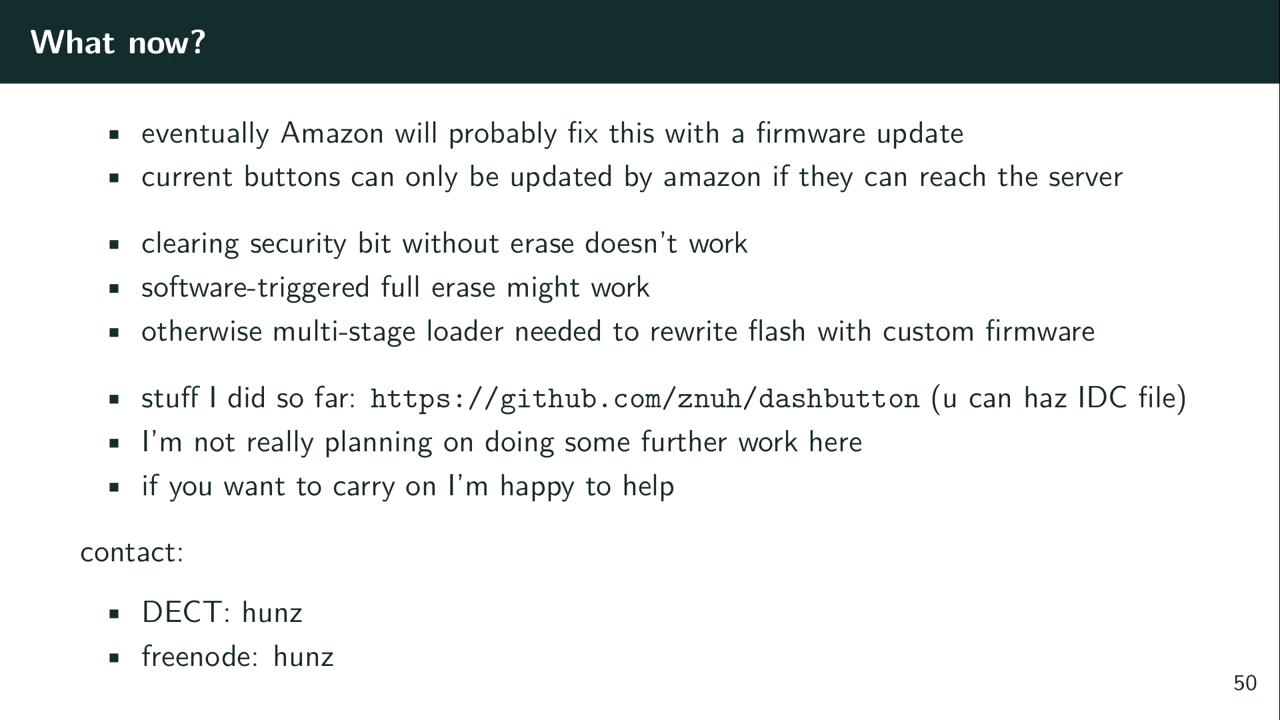 What now?
eventually Amazon will probably fix this with a firmware update
current buttons can only be updated by amazon if they can reach the server
clearing security bit without erase doesn't work
software-triggered full erase might work
otherwise multi-stage loader needed to rewrite flash with custom firmware
stuff I did so far: https://github.com/znuh/dashbutton (u can haz IDC file)
I'm not really planning on doing some further work here
if you want to carry on I'm happy to help
contact:
DECT: hunz
freenode: hunz
50